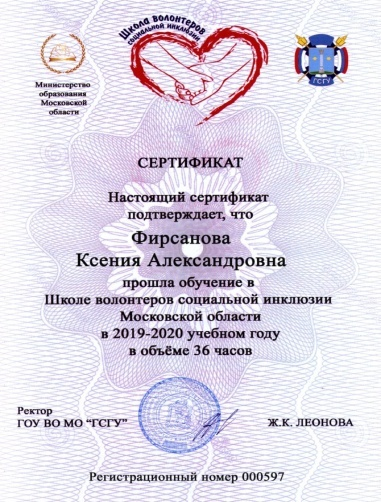 Школа волонтеров
социальной инклюзии
Министерство
образования
Московской
области
ГСГУ
СЕРТИФИКАТ
Настоящий сертификат
подтверждает, что
Фирсанова
Ксения Александровна
прошла обучение в
Школе волонтеров социальной инклюзии
Московской области
в 2019-2020 учебном году
в объёме 36 часов
Ректор
ГОУ ВО МО "ГСГУ"
Ж.К. ЛЕОНОВА
Регистрационный номер 000597